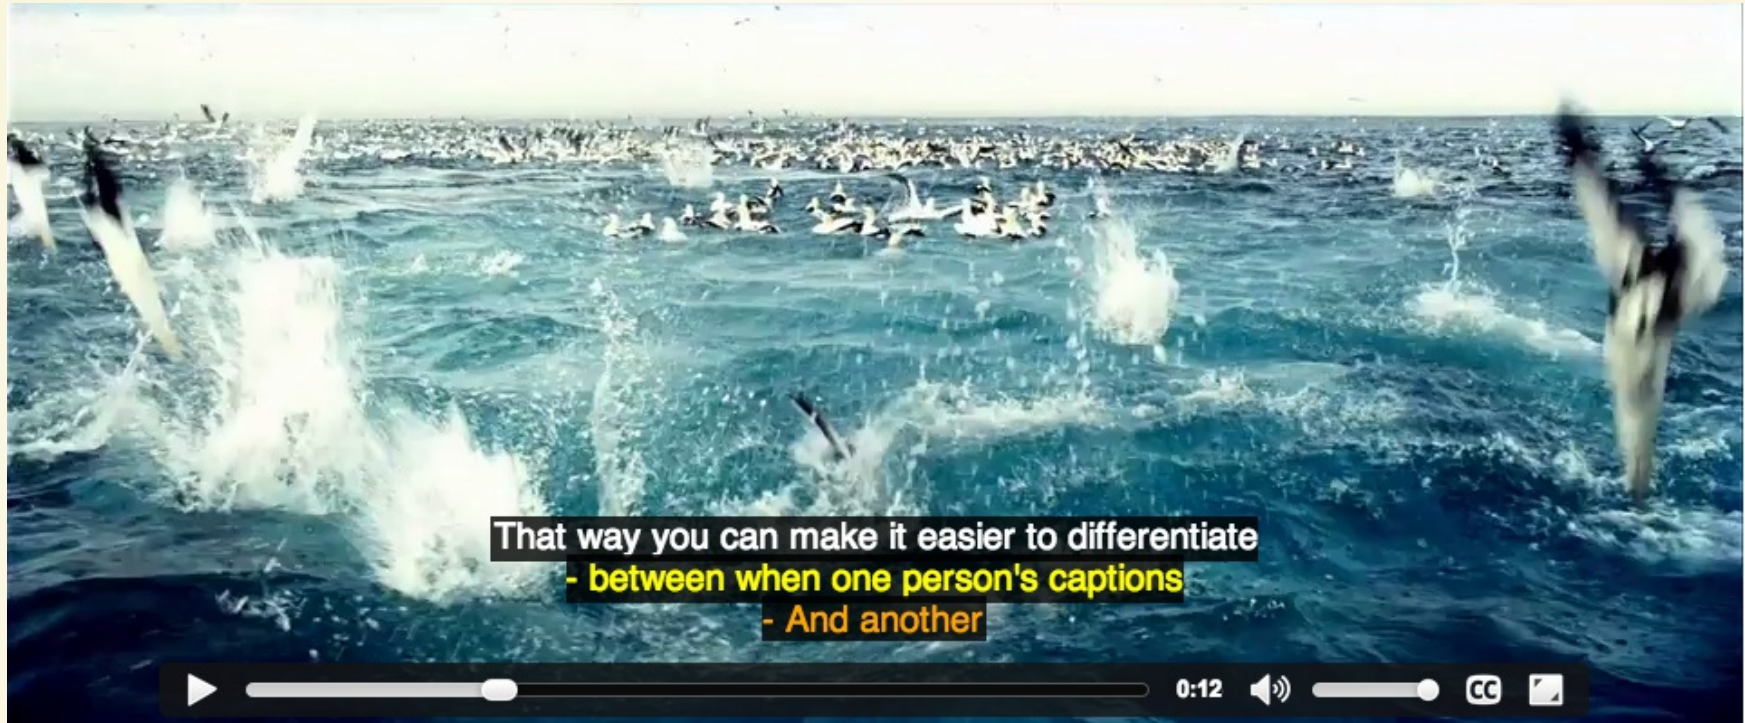 That way you can make it easier to differentiate
- between when one person's captions
- And another
0:12
CC